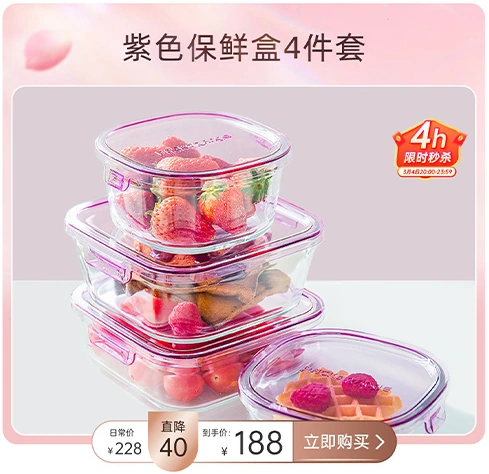 紫色保鲜盒4件套
4h
限时秒杀
3月4日20:00-23:59
日常价
¥228
直降
40
到手价:
¥188
立即购买